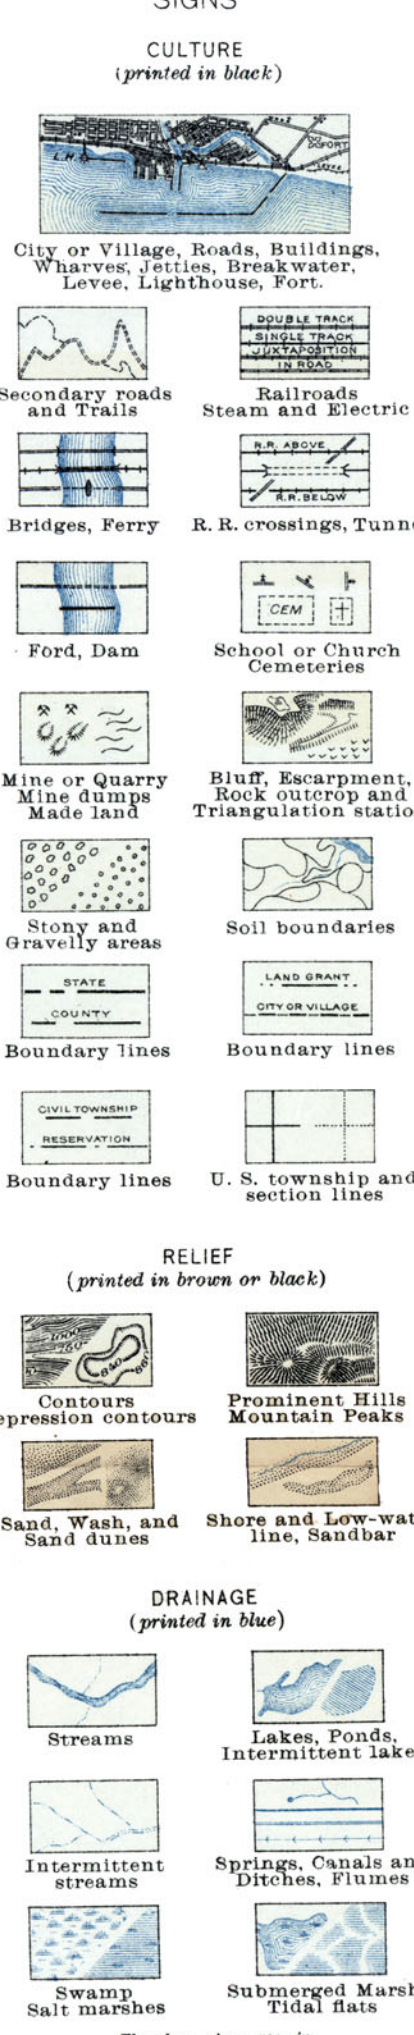 SIGNS
CULTURE
(printed in black)
L.H.
FORT
City or Village, Roads, Buildings,
Wharves, Jetties, Breakwater,
Levee, Lighthouse, Fort.
DOUBLE TRACK
SINGLE TRACK
JUXTAPOSITION
IN ROAD
Secondary roads
and Trails
Railroads
Steam and Electric
R.R. ABOVE
R.R. BELOW
Bridges, Ferry
R. R. crossings, Tunne
CEM
Ford, Dam
School or Church
Cemeteries
Mine or Quarry
Mine dumps
Made land
Bluff, Escarpment,
Rock outcrop and
Triangulation statio
Stony and
Gravelly areas
Soil boundaries
STATE
COUNTY
LAND GRANT
CITY OR VILLAGE
Boundary lines
Boundary lines
CIVIL TOWNSHIP
RESERVATION
Boundary lines
U. S. township and
section lines
RELIEF
(printed in brown or black)
1000
840
Contours
epression contours
Prominent Hills
Mountain Peaks
Sand, Wash, and
Sand dunes
Shore and Low-wat
line, Sandbar
DRAINAGE
(printed in blue)
Streams
Lakes, Ponds,
Intermittent lake
Intermittent
streams
Springs, Canals an
Ditches, Flumes
Swamp
Salt marshes
Submerged Marsh
Tidal flats